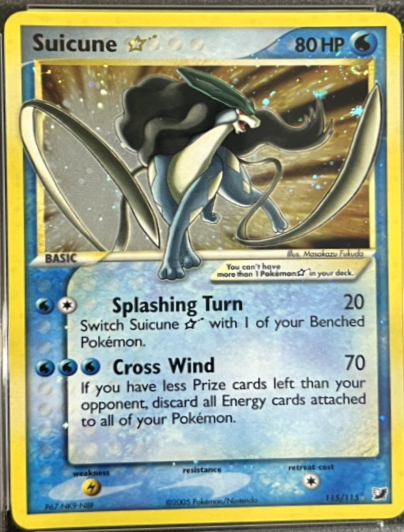 Suicune ☆ 80 HP
Illus. Masakazu Fukuda
BASIC
You can't have
more than 1 Pokémon☆ in your deck.
Splashing Turn 20
Switch Suicune ☆ with 1 of your Benched
Pokémon.
Cross Wind 70
If you have less Prize cards left than your
opponent, discard all Energy cards attached
to all of your Pokémon.
weakness resistance retreat cost
©2005 Pokémon/Nintendo 115/115